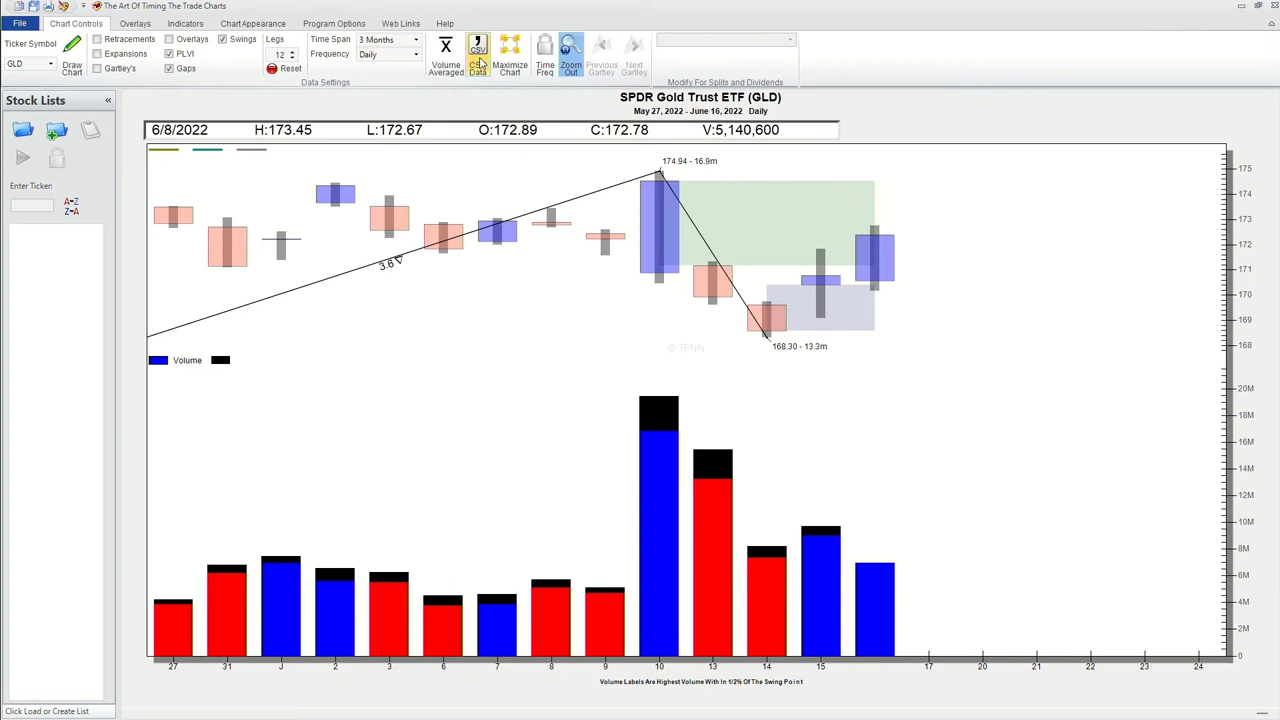 The Art Of Timing The Trade Charts
File Chart Controls Overlays Indicators Chart Appearance Program Options Web Links Help
Ticker Symbol
GLD
Draw Chart
Retracements
Expansions
Gartley's
Overlays
PLVI
Gaps
Swings
Legs
12
Reset
Time Span 3 Months
Frequency Daily
Data Settings
Volume Averaged
CSV
CSV Data
Maximize Chart
Time Freq
Zoom Out
Previous Gartley
Next Gartley
Modify For Splits and Dividends
Stock Lists «
Enter Ticker:
A-Z
Z-A
Click Load or Create List
SPDR Gold Trust ETF (GLD)
May 27, 2022 - June 16, 2022 Daily
6/8/2022 H:173.45 L:172.67 O:172.89 C:172.78 V:5,140,600
174.94 - 16.9m
3.6 V
168.30 - 13.3m
© TFNN
175
174
173
172
171
170
169
168
Volume
20M
18M
16M
14M
12M
10M
8M
6M
4M
2M
0
27 31 J 2 3 6 7 8 9 10 13 14 15 17 20 21 22 23 24
Volume Labels Are Highest Volume With In 1/2% Of The Swing Point